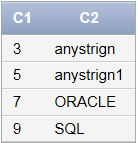 C1 C2
3 anystrign
5 anystrign1
7 ORACLE
9 SQL